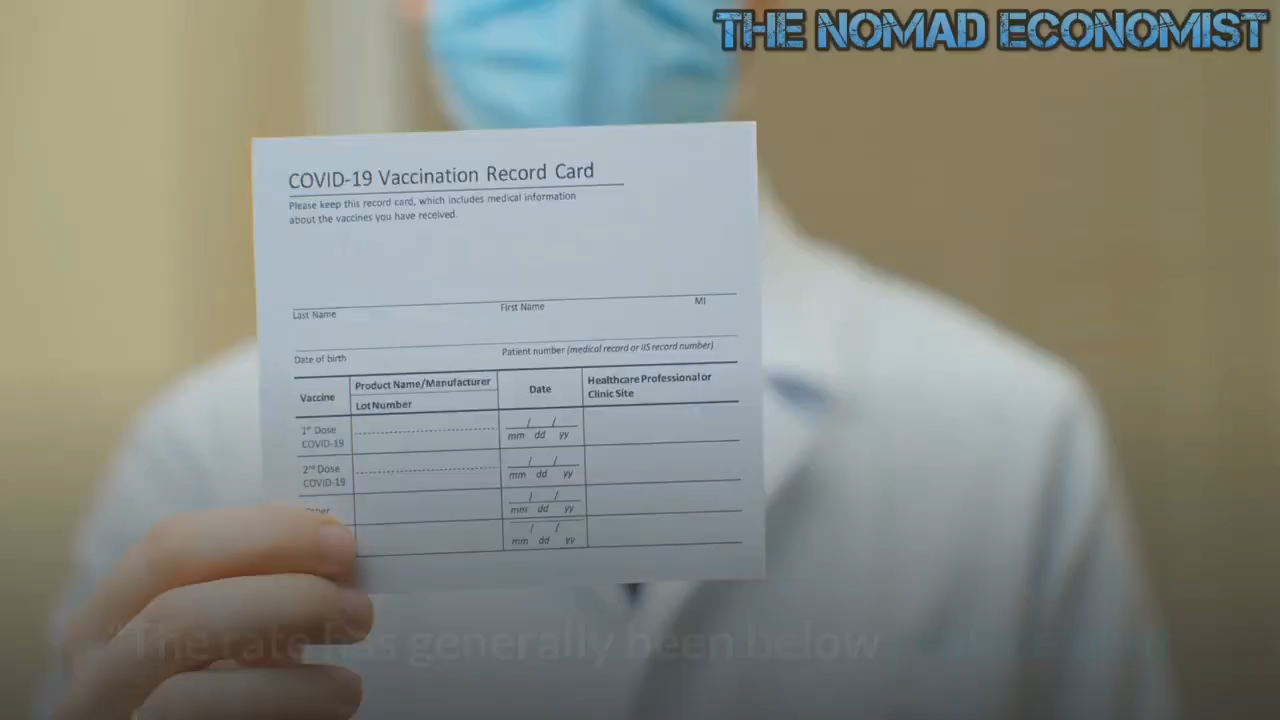 THE NOMAD ECONOMIST
COVID-19 Vaccination Record Card
Please keep this record card, which includes medical information
about the vaccines you have received.
Last Name First Name MI
Date of birth Patient number (medical record or IIS record number)
Vaccine Product Name/Manufacturer Date Healthcare Professional or
Lot Number Clinic Site
1st Dose
COVID-19
/ /
mm dd yy
2nd Dose
COVID-19
/ /
mm dd yy
/ /
mm dd yy
/ /
mm dd yy
"The rate has generally been below